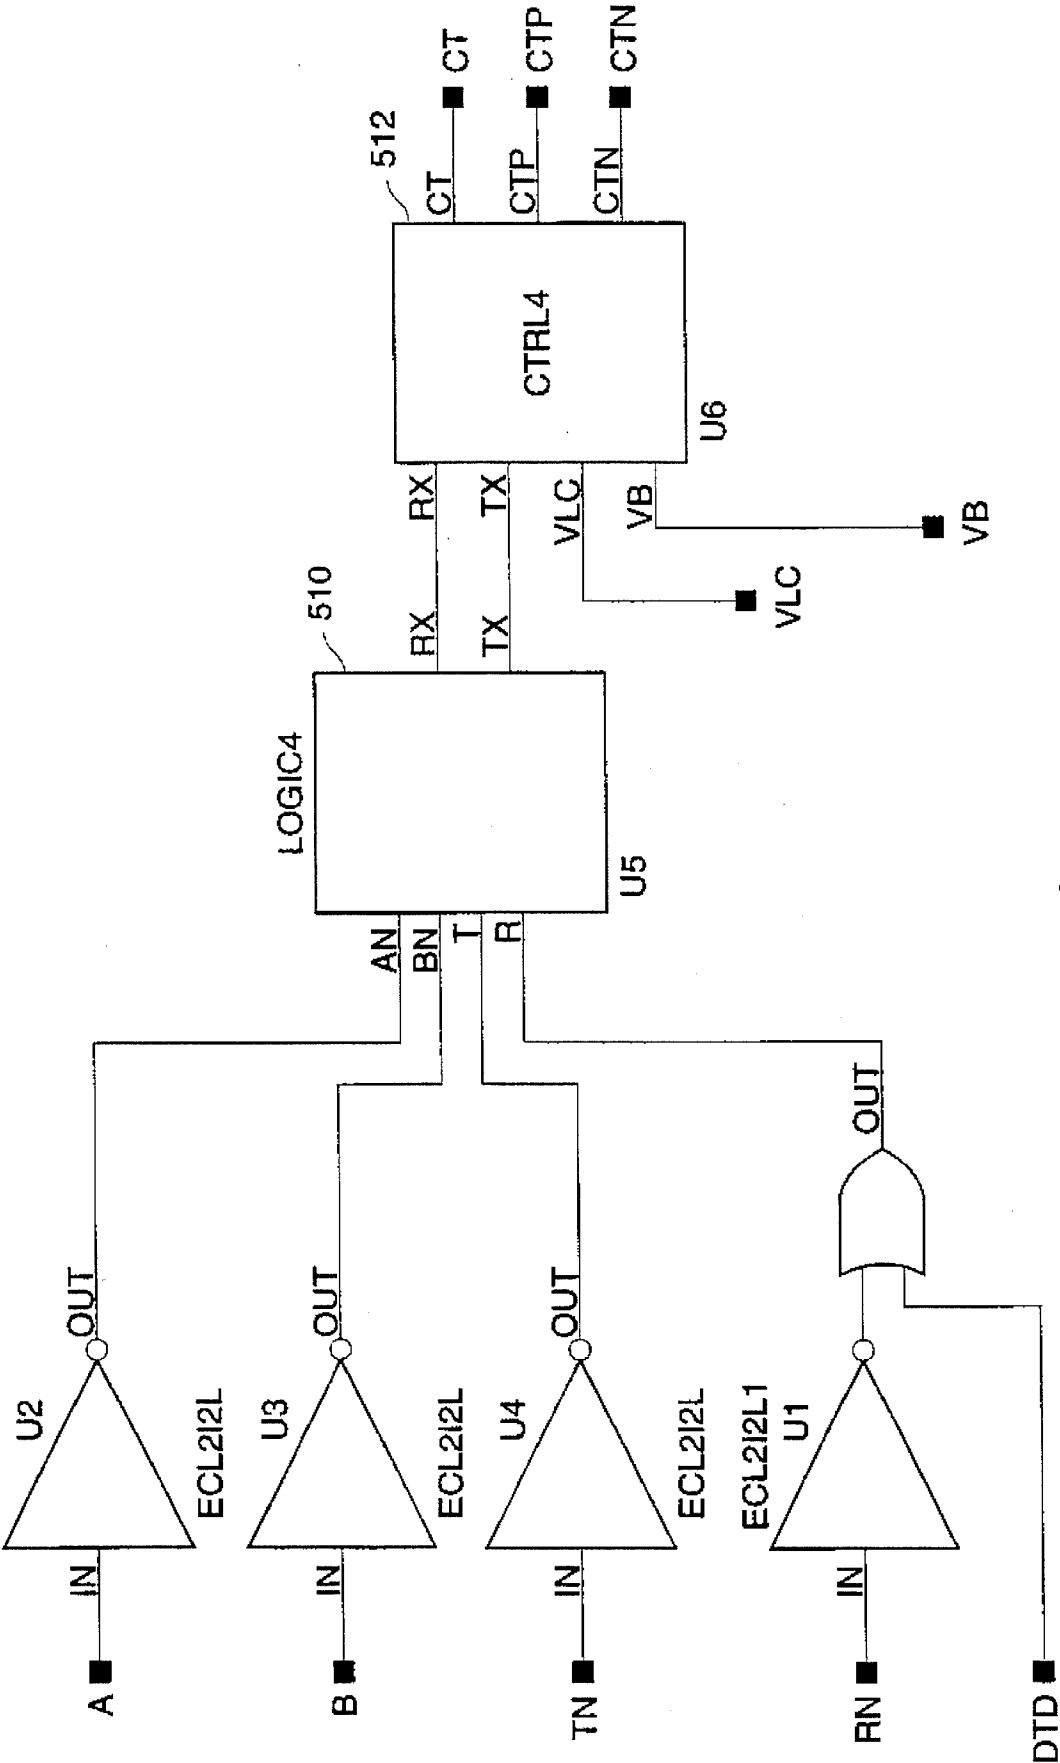 A
IN
U2
ECL2I2L
OUT
B
IN
U3
ECL2I2L
OUT
TN
IN
U4
ECL2I2L
OUT
RN
IN
ECL2I2L1
U1
OUT
DTD
AN
BN
T
R
LOGIC4
U5
510
RX
TX
RX
TX
VLC
VB
VLC
VB
CTRL4
U6
512
CT
CTP
CTN
CT
CTP
CTN